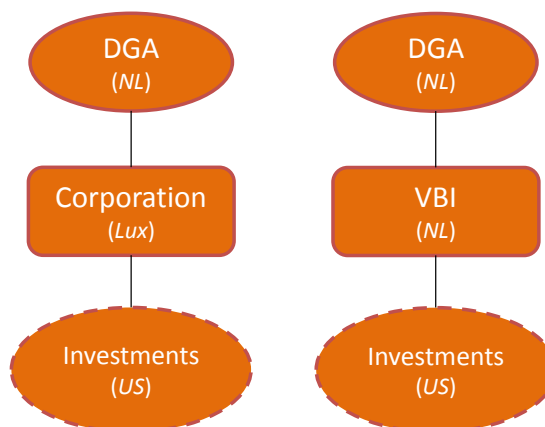 DGA
(NL)
Corporation
(Lux)
Investments
(US)
DGA
(NL)
VBI
(NL)
Investments
(US)